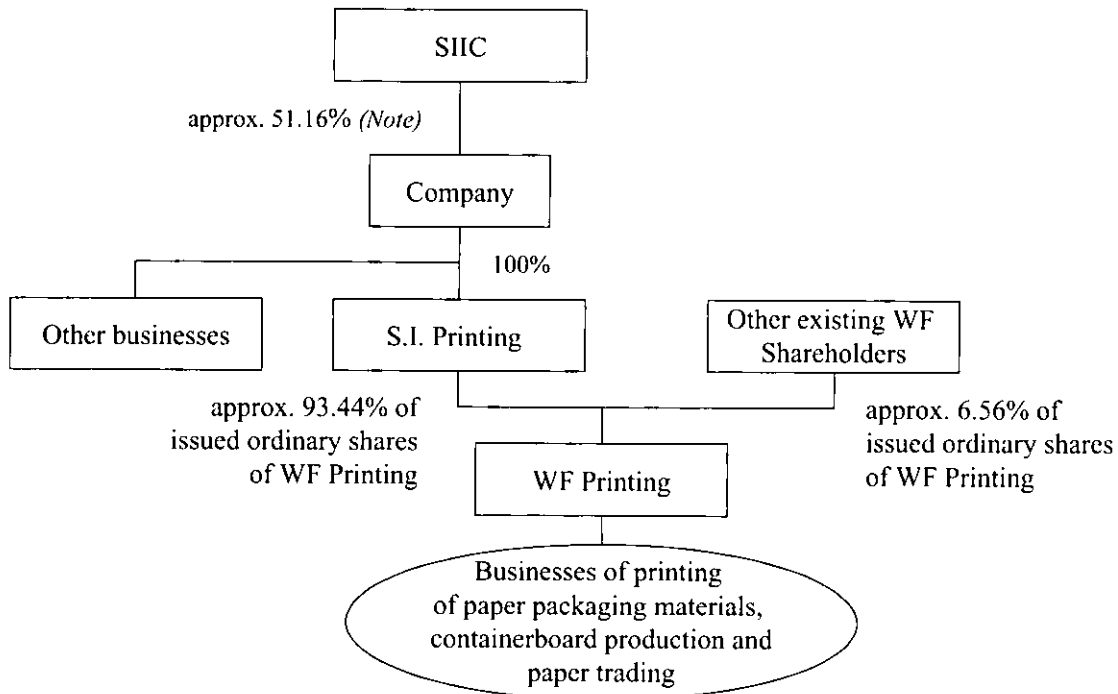 SIIC
approx. 51.16% (Note)
Company
100%
Other businesses
S.I. Printing
Other existing WF
Shareholders
approx. 93.44% of
issued ordinary shares
of WF Printing
approx. 6.56% of
issued ordinary shares
of WF Printing
WF Printing
Businesses of printing
of paper packaging materials,
containerboard production and
paper trading